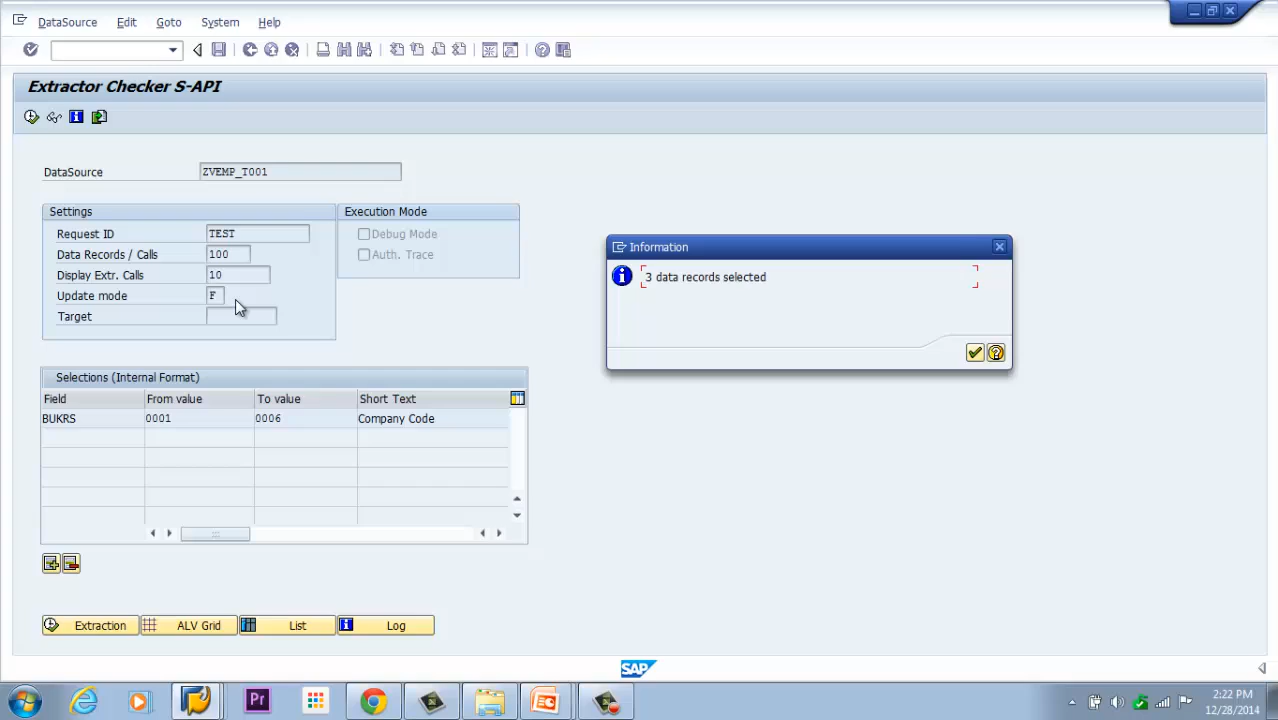 DataSource Edit Goto System Help
Extractor Checker S-API
DataSource ZVEMP_T001
Settings
Execution Mode
Request ID TEST
Debug Mode
Data Records / Calls 100
Auth. Trace
Display Extr. Calls 10
Update mode F
Target
Information
3 data records selected
Selections (Internal Format)
Field From value To value Short Text
BUKRS 0001 0006 Company Code
Extraction ALV Grid List Log
SAP
Pr
2:22 PM
12/28/2014